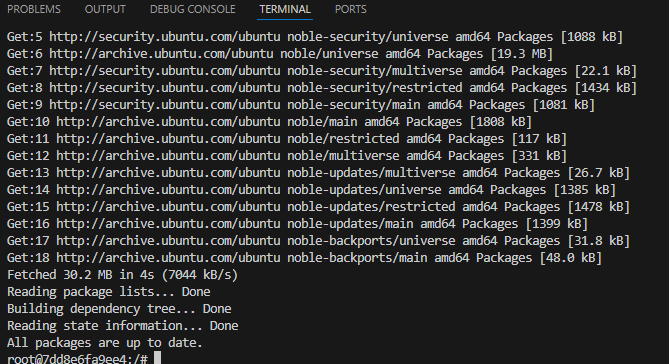 PROBLEMS OUTPUT DEBUG CONSOLE TERMINAL PORTS
Get:5 http://security.ubuntu.com/ubuntu noble-security/universe amd64 Packages [1088 kB]
Get:6 http://archive.ubuntu.com/ubuntu noble/universe amd64 Packages [19.3 MB]
Get:7 http://security.ubuntu.com/ubuntu noble-security/multiverse amd64 Packages [22.1 kB]
Get:8 http://security.ubuntu.com/ubuntu noble-security/restricted amd64 Packages [1434 kB]
Get:9 http://security.ubuntu.com/ubuntu noble-security/main amd64 Packages [1081 kB]
Get:10 http://archive.ubuntu.com/ubuntu noble/main amd64 Packages [1808 kB]
Get:11 http://archive.ubuntu.com/ubuntu noble/restricted amd64 Packages [117 kB]
Get:12 http://archive.ubuntu.com/ubuntu noble/multiverse amd64 Packages [331 kB]
Get:13 http://archive.ubuntu.com/ubuntu noble-updates/multiverse amd64 Packages [26.7 kB]
Get:14 http://archive.ubuntu.com/ubuntu noble-updates/universe amd64 Packages [1385 kB]
Get:15 http://archive.ubuntu.com/ubuntu noble-updates/restricted amd64 Packages [1478 kB]
Get:16 http://archive.ubuntu.com/ubuntu noble-updates/main amd64 Packages [1399 kB]
Get:17 http://archive.ubuntu.com/ubuntu noble-backports/universe amd64 Packages [31.8 kB]
Get:18 http://archive.ubuntu.com/ubuntu noble-backports/main amd64 Packages [48.0 kB]
Fetched 30.2 MB in 4s (7044 kB/s)
Reading package lists... Done
Building dependency tree... Done
Reading state information... Done
All packages are up to date.
root@7dd8e6fa9ee4:/#